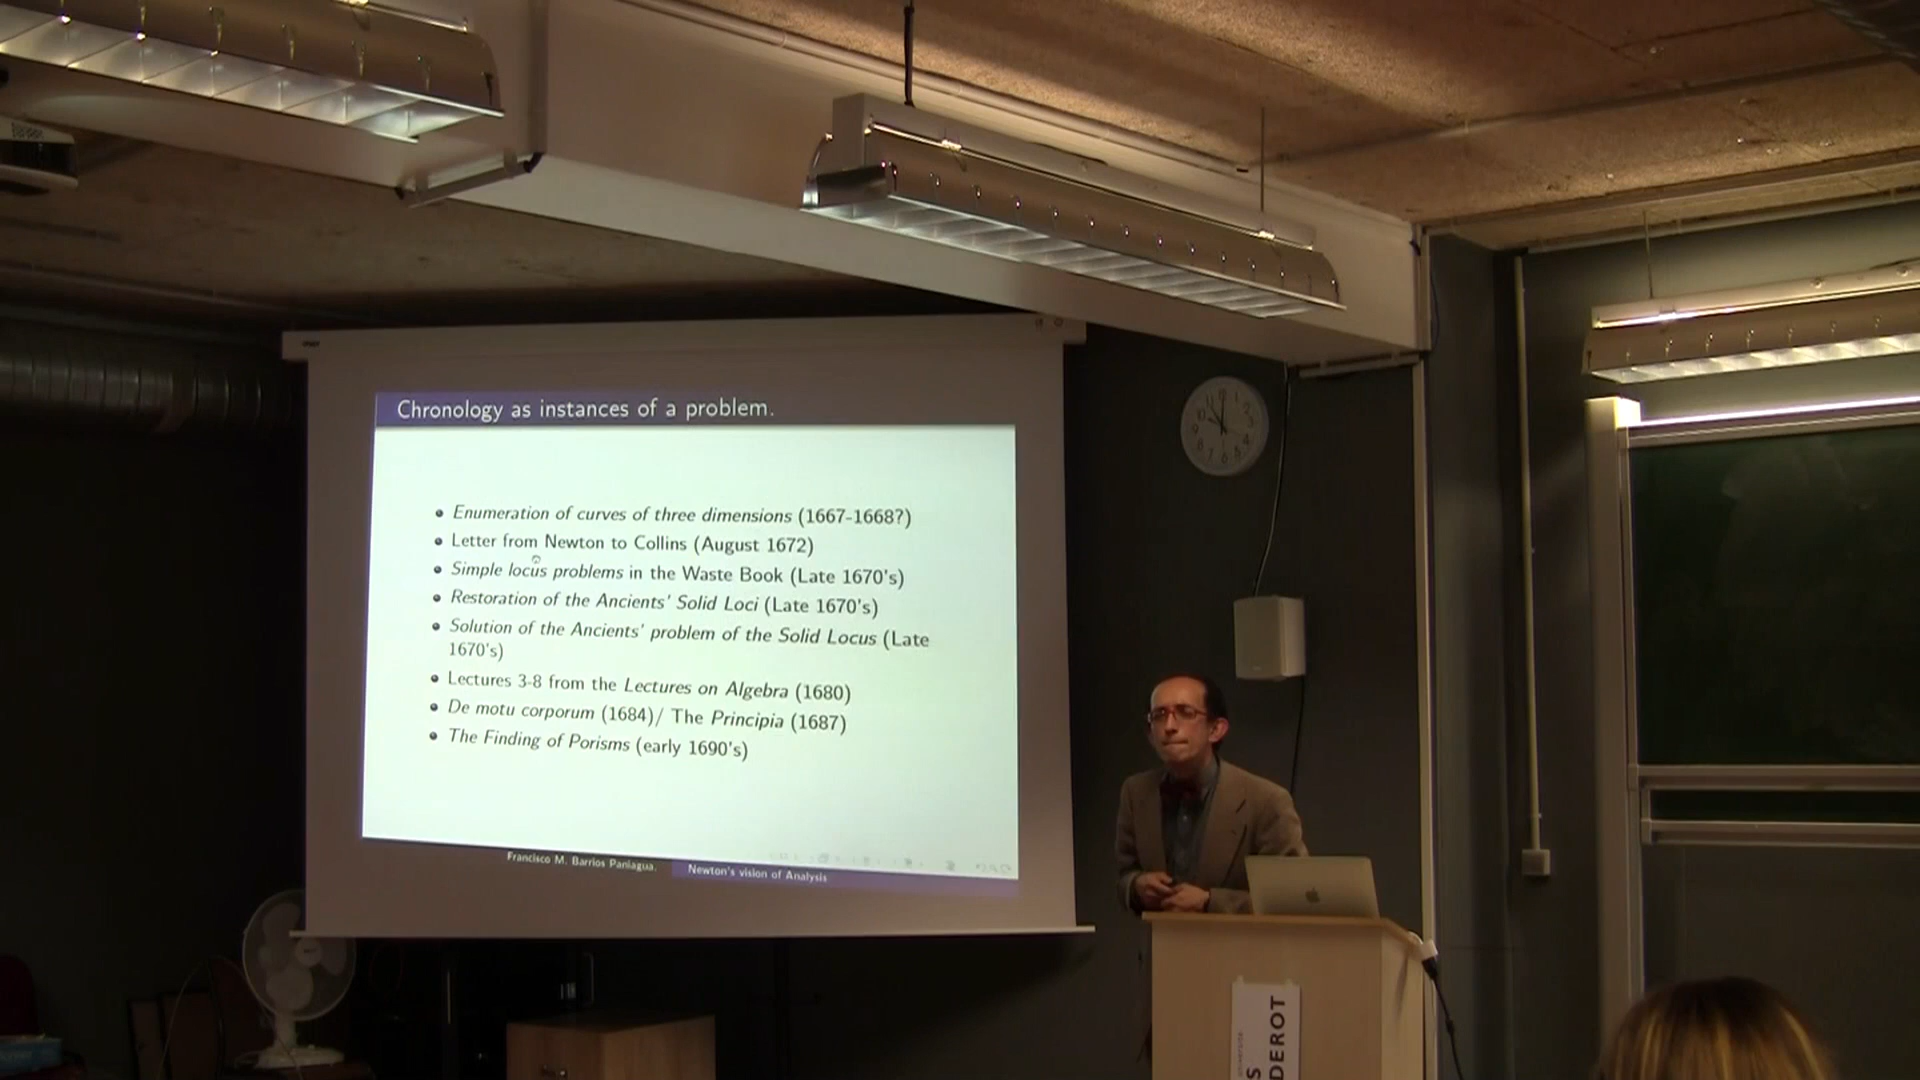 Chronology as instances of a problem.
Enumeration of curves of three dimensions (1667-1668?)
Letter from Newton to Collins (August 1672)
Simple locus problems in the Waste Book (Late 1670's)
Restoration of the Ancients' Solid Loci (Late 1670's)
Solution of the Ancients' problem of the Solid Locus (Late
1670's)
Lectures 3-8 from the Lectures on Algebra (1680)
De motu corporum (1684)/ The Principia (1687)
The Finding of Porisms (early 1690's)
Francisco M. Barrios Paniagua.
Newton's vision of Analysis
UNIVERSITÉ
S
DEROT